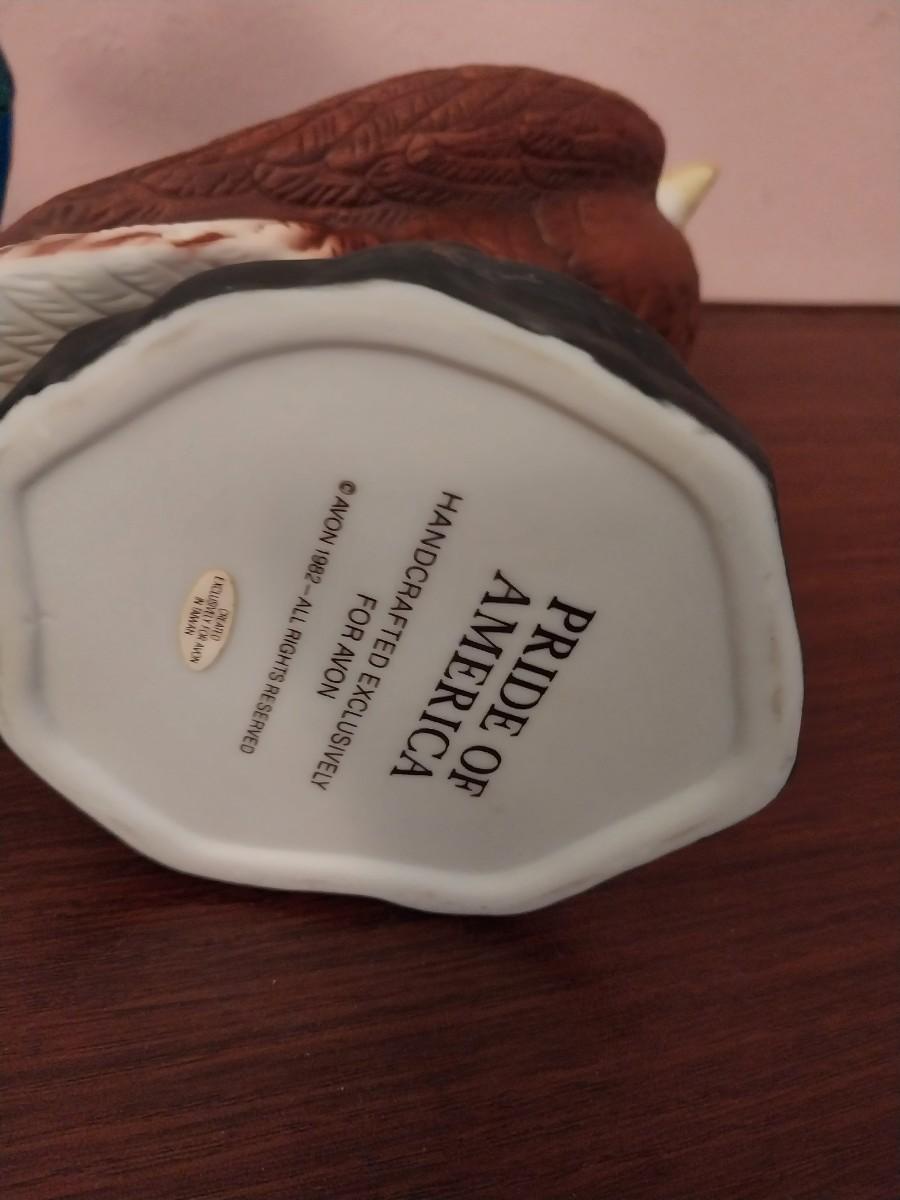 PRIDE OF
AMERICA
HANDCRAFTED EXCLUSIVELY
FOR AVON
© AVON 1982 – ALL RIGHTS RESERVED
CREATED
EXCLUSIVELY FOR AVON
IN TAIWAN